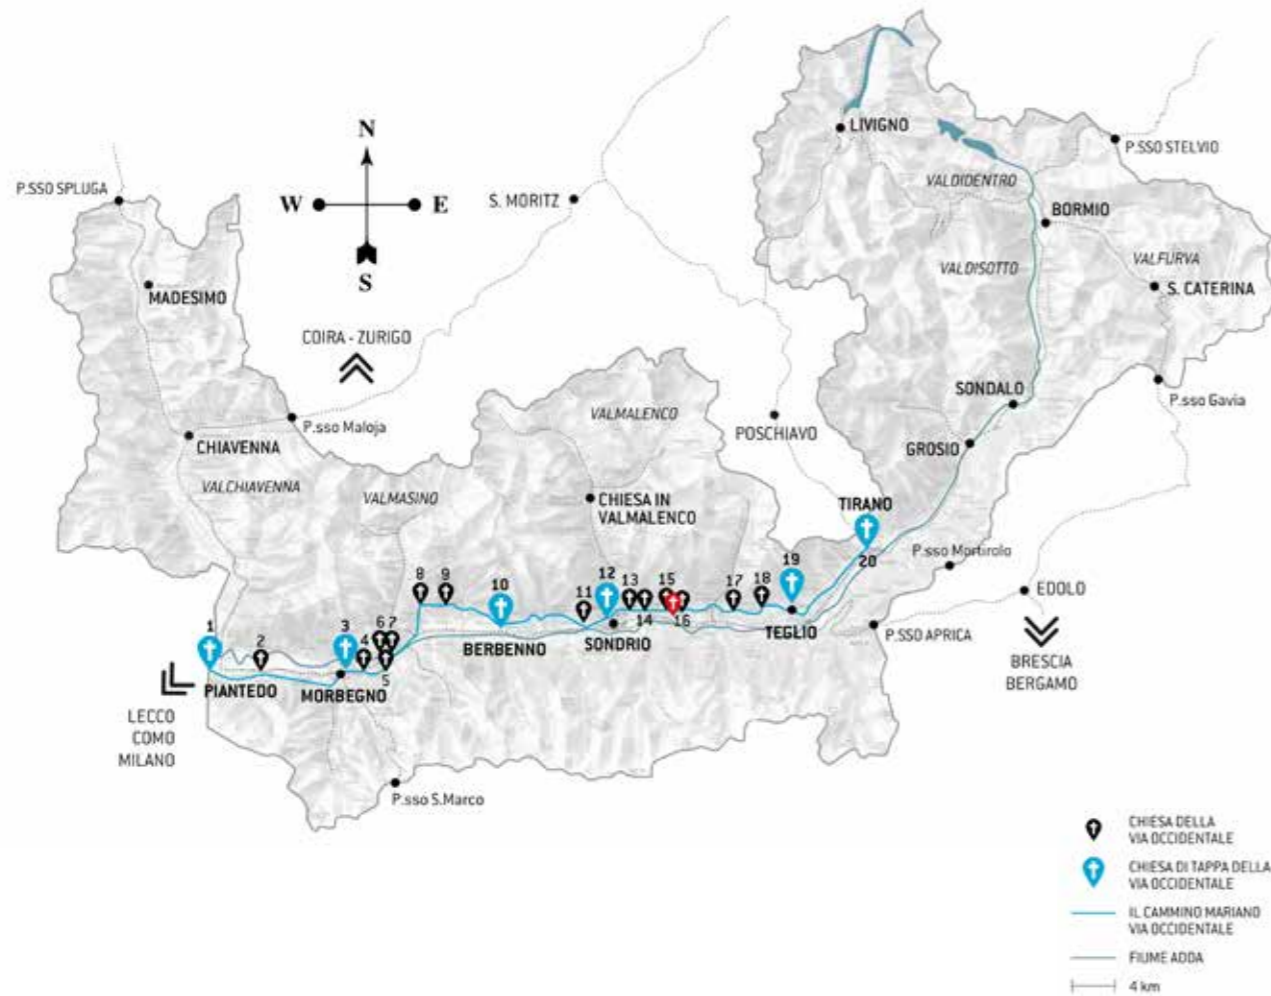 N
W E
S
P.SSO SPLUGA
MADESIMO
S. MORITZ
COIRA - ZURIGO
P.sso Maloja
CHIAVENNA
VALCHIAVENNA
VALMASINO
VALMALENCO
CHIESA IN
VALMALENCO
POSCHIAVO
LIVIGNO
P.SSO STELVIO
VALDIDENTRO
BORMIO
VALDISOTTO
VALFURVA
S. CATERINA
SONDALO
P.sso Gavia
GROSIO
TIRANO
20
P.sso Mortirolo
EDOLO
P.SSO APRICA
BRESCIA
BERGAMO
1
2
3
4
5
6 7
8
9
10
11
12
13
14
15
16
17
18
19
PIANTEDO
MORBEGNO
BERBENNO
SONDRIO
TEGLIO
LECCO
COMO
MILANO
P.sso S.Marco
CHIESA DELLA
VIA OCCIDENTALE
CHIESA DI TAPPA DELLA
VIA OCCIDENTALE
IL CAMMINO MARIANO
VIA OCCIDENTALE
FIUME ADDA
4 km